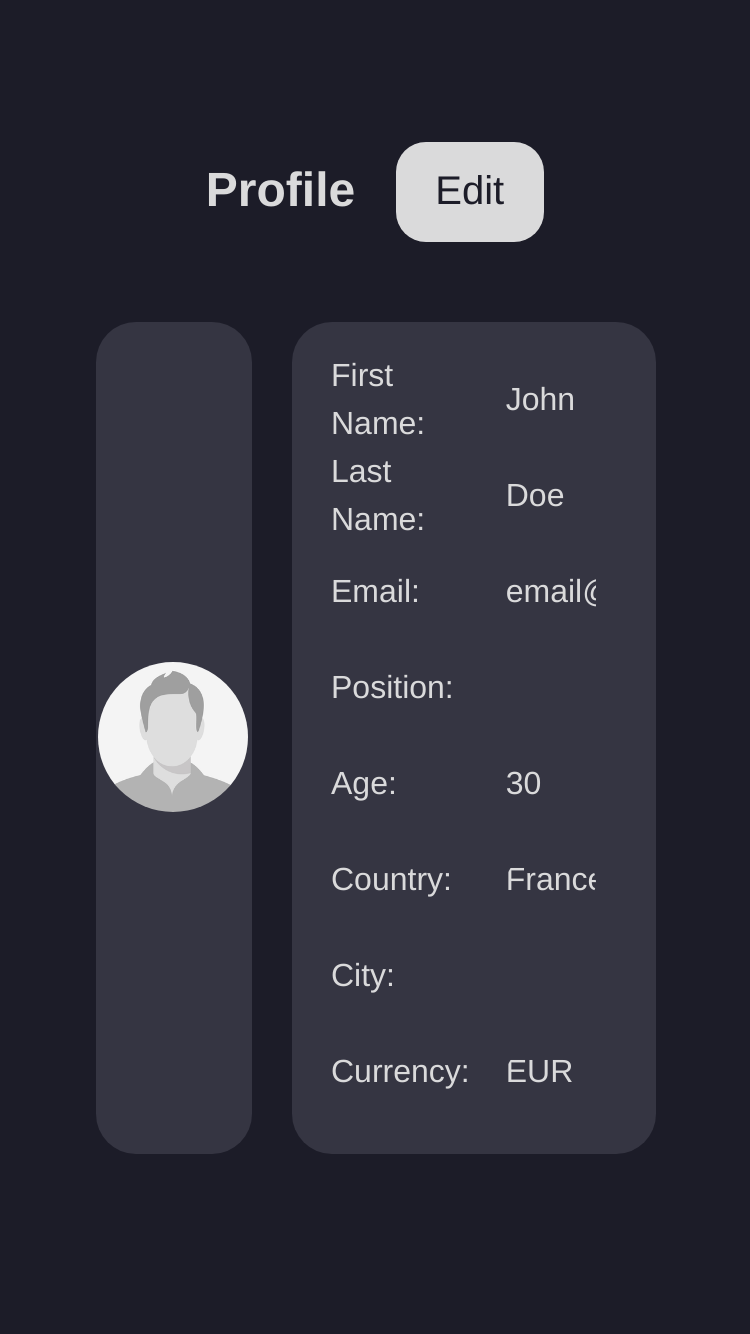 Profile Edit
First Name: John
Last Name: Doe
Email: email@
Position:
Age: 30
Country: France
City:
Currency: EUR